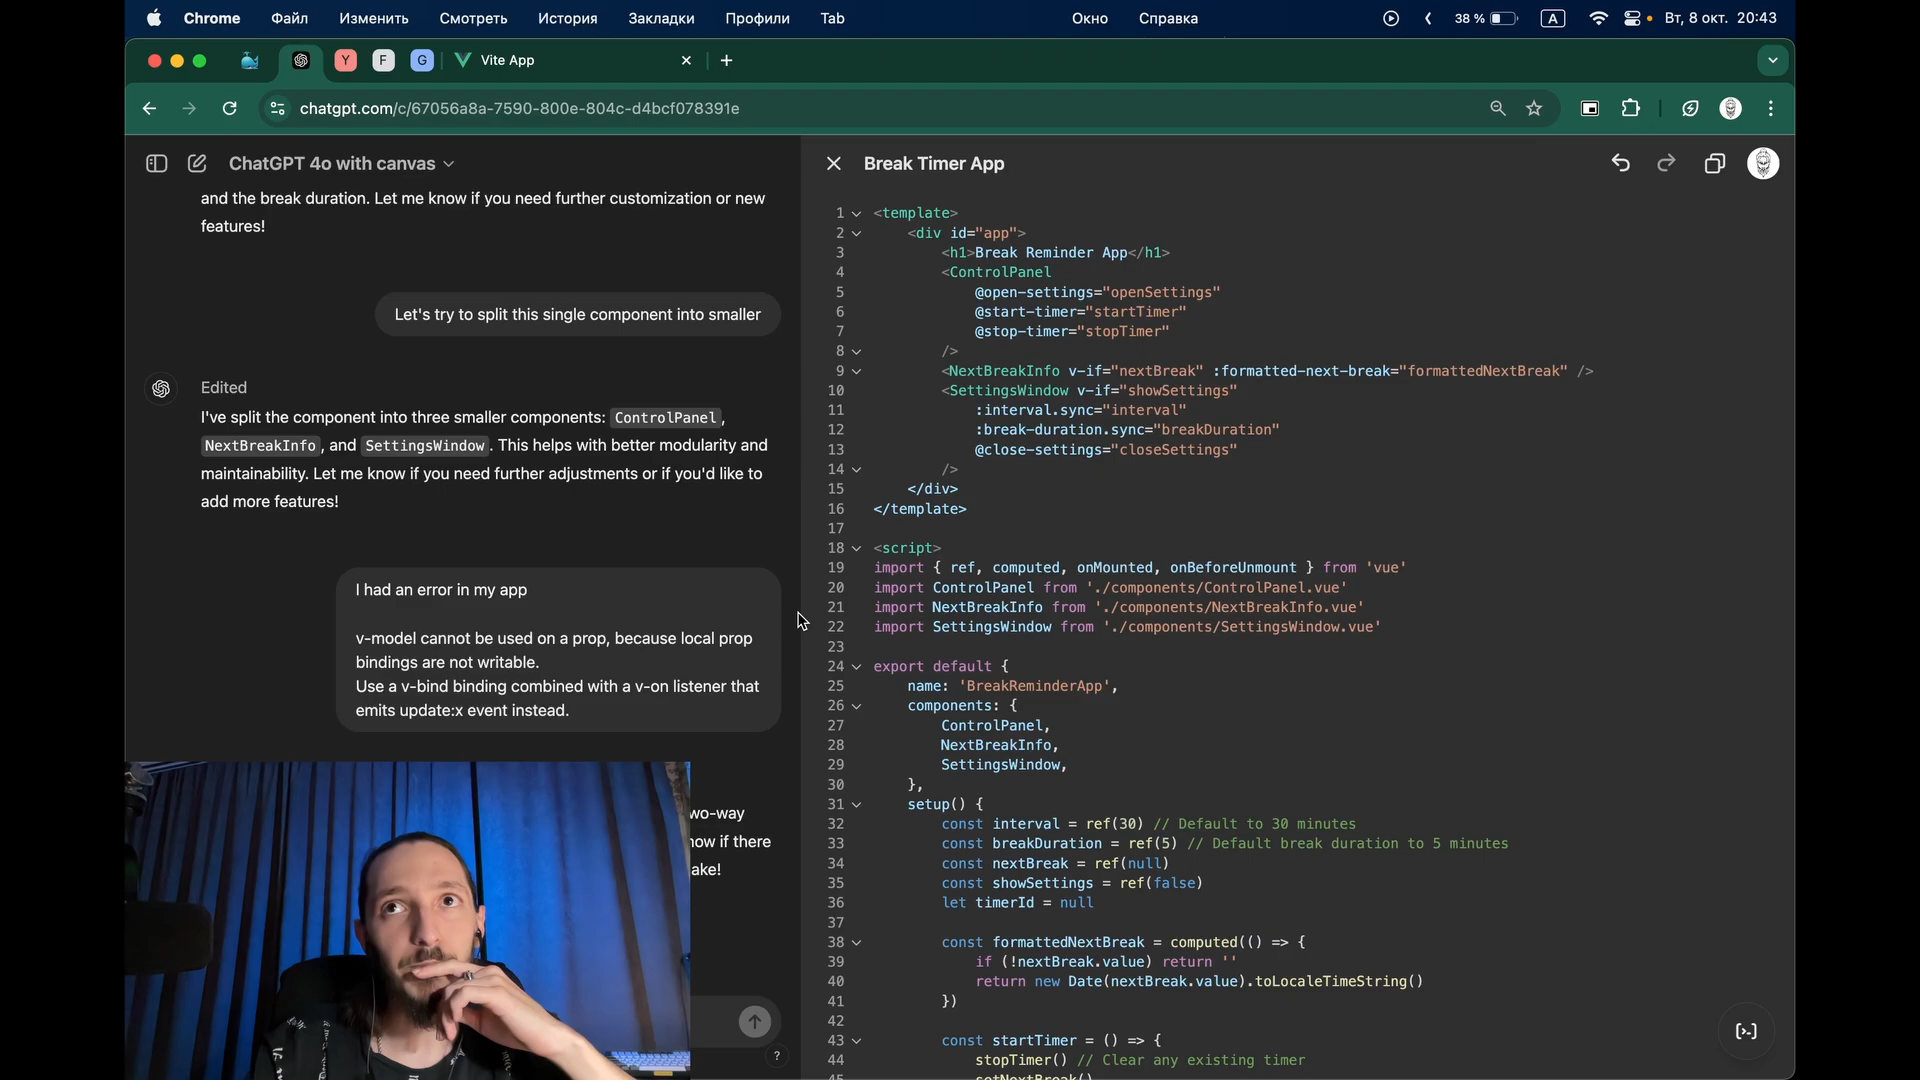 Chrome Файл Изменить Смотреть История Закладки Профили Tab Окно Справка 38 % A Вт, 8 окт. 20:43
Y F G Vite App
chatgpt.com/c/67056a8a-7590-800e-804c-d4bcf078391e
ChatGPT 4o with canvas
and the break duration. Let me know if you need further customization or new
features!
Let's try to split this single component into smaller
Edited
I've split the component into three smaller components: ControlPanel,
NextBreakInfo, and SettingsWindow. This helps with better modularity and
maintainability. Let me know if you need further adjustments or if you'd like to
add more features!
I had an error in my app
v-model cannot be used on a prop, because local prop
bindings are not writable.
Use a v-bind binding combined with a v-on listener that
emits update:x event instead.
wo-way
now if there
ake!
?
Break Timer App
1 <template>
2 <div id="app">
3 <h1>Break Reminder App</h1>
4 <ControlPanel
5 @open-settings="openSettings"
6 @start-timer="startTimer"
7 @stop-timer="stopTimer"
8 />
9 <NextBreakInfo v-if="nextBreak" :formatted-next-break="formattedNextBreak" />
10 <SettingsWindow v-if="showSettings"
11 :interval.sync="interval"
12 :break-duration.sync="breakDuration"
13 @close-settings="closeSettings"
14 />
15 </div>
16 </template>
17
18 <script>
19 import { ref, computed, onMounted, onBeforeUnmount } from 'vue'
20 import ControlPanel from './components/ControlPanel.vue'
21 import NextBreakInfo from './components/NextBreakInfo.vue'
22 import SettingsWindow from './components/SettingsWindow.vue'
23
24 export default {
25 name: 'BreakReminderApp',
26 components: {
27 ControlPanel,
28 NextBreakInfo,
29 SettingsWindow,
30 },
31 setup() {
32 const interval = ref(30) // Default to 30 minutes
33 const breakDuration = ref(5) // Default break duration to 5 minutes
34 const nextBreak = ref(null)
35 const showSettings = ref(false)
36 let timerId = null
37
38 const formattedNextBreak = computed(() => {
39 if (!nextBreak.value) return ''
40 return new Date(nextBreak.value).toLocaleTimeString()
41 })
42
43 const startTimer = () => {
44 stopTimer() // Clear any existing timer
45 setNextBreak()